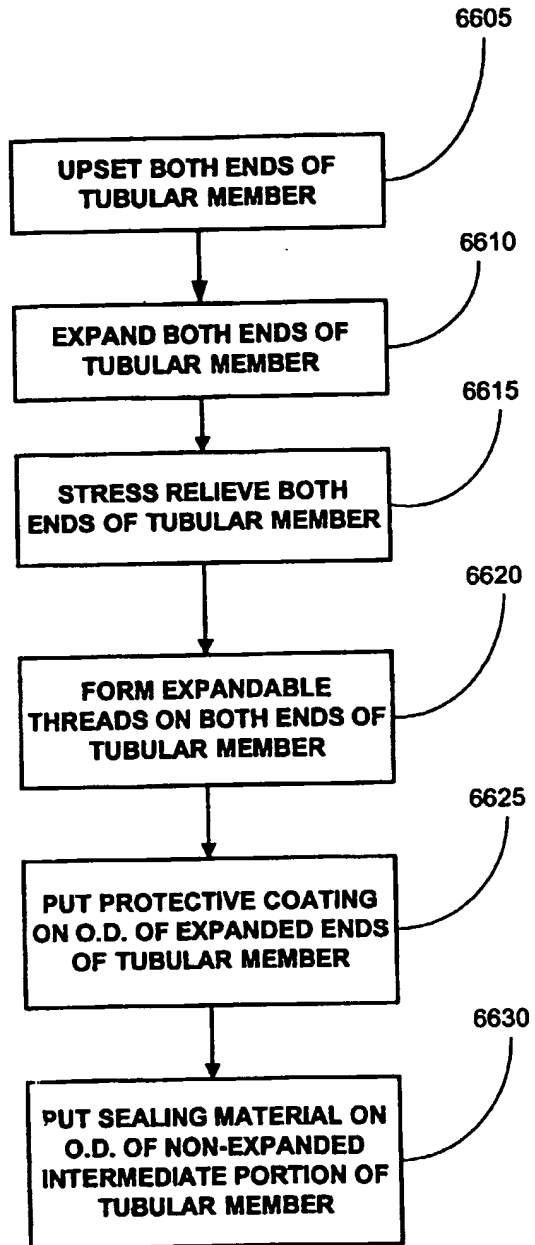 6605
UPSET BOTH ENDS OF
TUBULAR MEMBER
6610
EXPAND BOTH ENDS OF
TUBULAR MEMBER
6615
STRESS RELIEVE BOTH
ENDS OF TUBULAR MEMBER
6620
FORM EXPANDABLE
THREADS ON BOTH ENDS OF
TUBULAR MEMBER
6625
PUT PROTECTIVE COATING
ON O.D. OF EXPANDED ENDS
OF TUBULAR MEMBER
6630
PUT SEALING MATERIAL ON
O.D. OF NON-EXPANDED
INTERMEDIATE PORTION OF
TUBULAR MEMBER